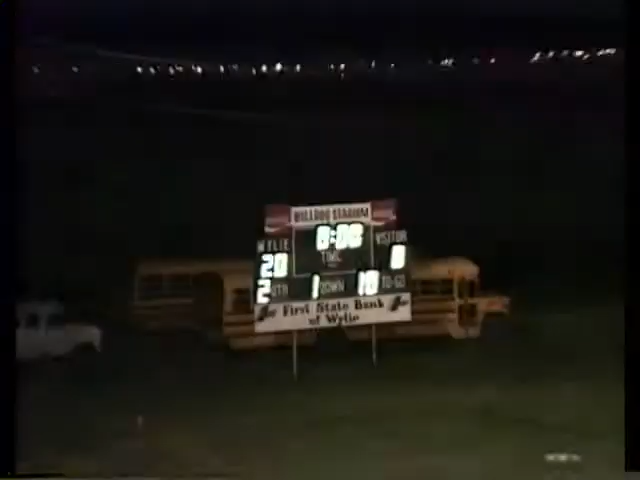 BULLDOG STADIUM
WYLIE 8:00 VISITOR
TIME
20 0
2 QTR 1 DOWN 10 TO GO
First State Bank
of Wylie